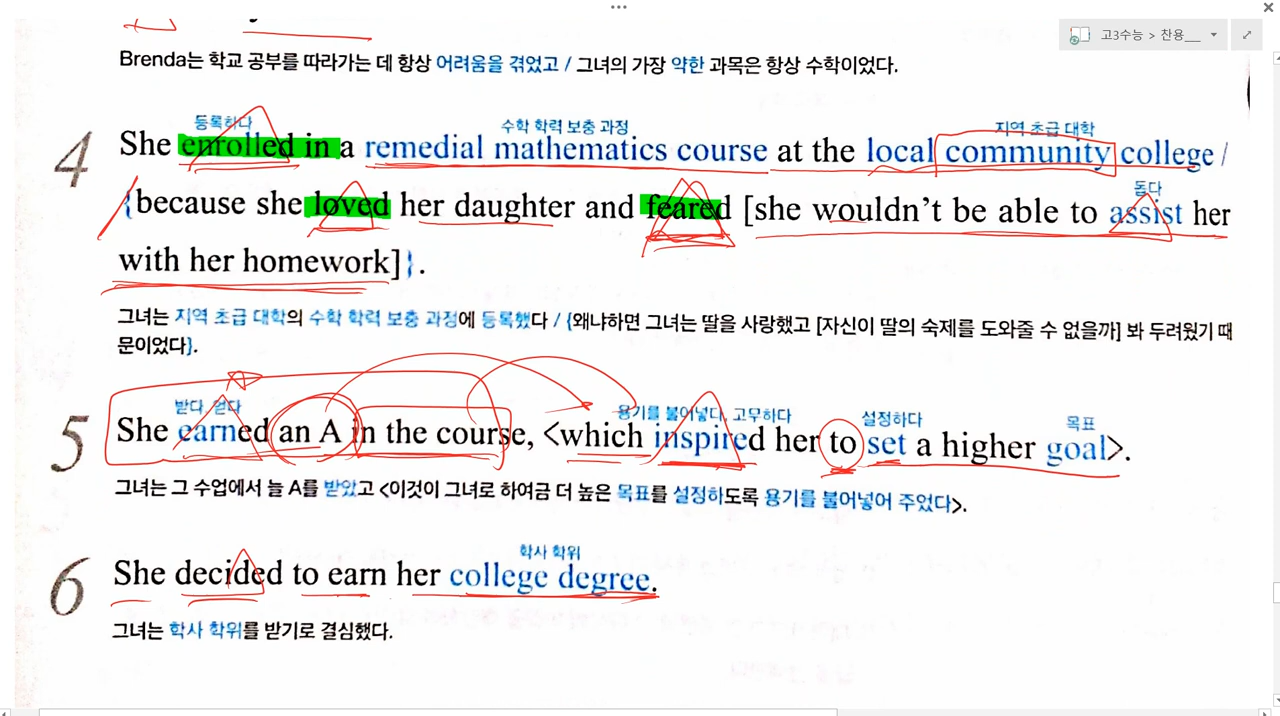 고3수능 > 찬용__
Brenda는 학교 공부를 따라가는 데 항상 어려움을 겪었고 / 그녀의 가장 약한 과목은 항상 수학이었다.
등록하다 수학 학력 보충 과정 지역 초급 대학
4 She enrolled in a remedial mathematics course at the local community college /
돕다
{because she loved her daughter and feared [she wouldn't be able to assist her
with her homework]}.
그녀는 지역 초급 대학의 수학 학력 보충 과정에 등록했다 / {왜냐하면 그녀는 딸을 사랑했고 [자신이 딸의 숙제를 도와줄 수 없을까] 봐 두려웠기 때
문이었다}.
받다, 얻다 용기를 불어넣다, 고무하다 설정하다 목표
5 She earned an A in the course, <which inspired her to set a higher goal>.
그녀는 그 수업에서 늘 A를 받았고 <이것이 그녀로 하여금 더 높은 목표를 설정하도록 용기를 불어넣어 주었다>.
학사 학위
6 She decided to earn her college degree.
그녀는 학사 학위를 받기로 결심했다.